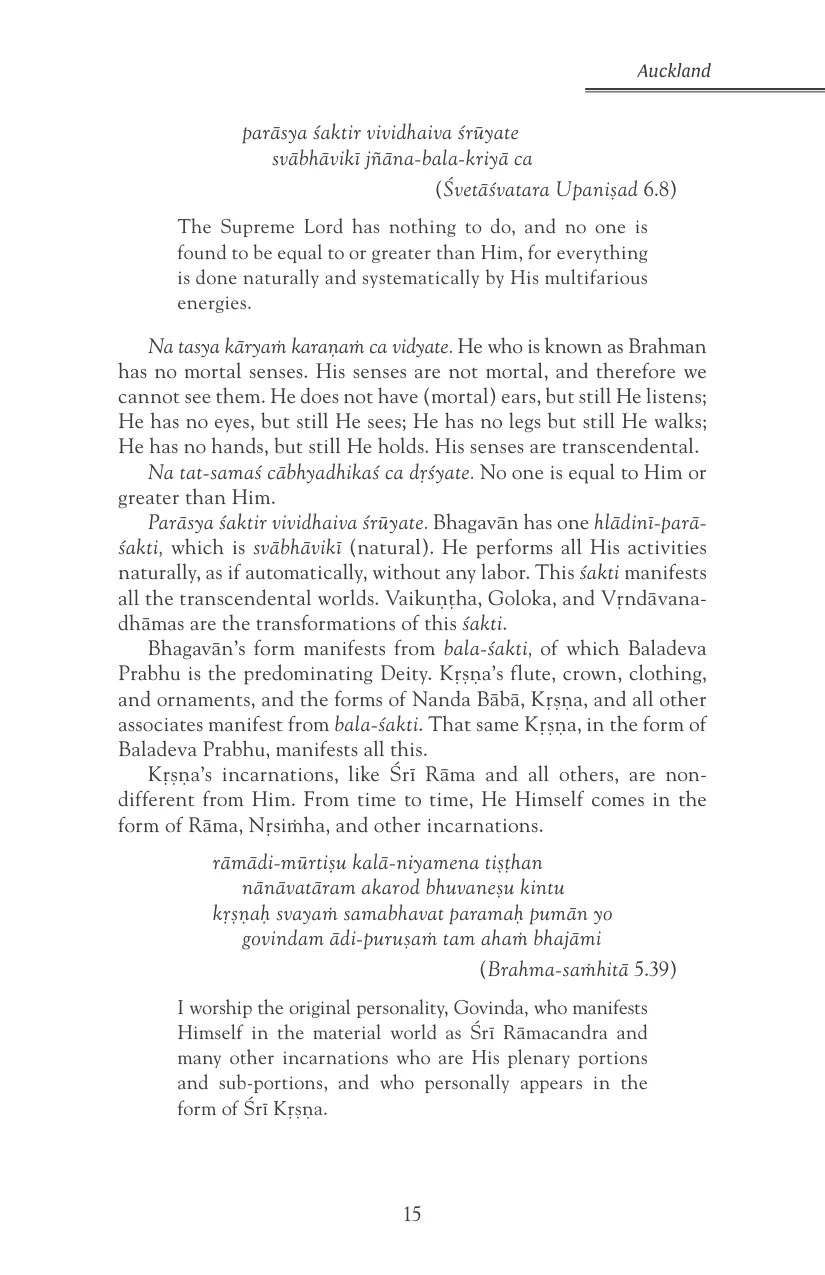 Auckland
parāsya śaktir vividhaiva śrūyate
svābhāvikī jñāna-bala-kriyā ca
(Śvetāśvatara Upaniṣad 6.8)
The Supreme Lord has nothing to do, and no one is
found to be equal to or greater than Him, for everything
is done naturally and systematically by His multifarious
energies.
Na tasya kāryaṁ karaṇaṁ ca vidyate. He who is known as Brahman
has no mortal senses. His senses are not mortal, and therefore we
cannot see them. He does not have (mortal) ears, but still He listens;
He has no eyes, but still He sees; He has no legs but still He walks;
He has no hands, but still He holds. His senses are transcendental.
Na tat-samaś cābhyadhikaś ca dṛśyate. No one is equal to Him or
greater than Him.
Parāsya śaktir vividhaiva śrūyate. Bhagavān has one hlādinī-parā-
śakti, which is svābhāvikī (natural). He performs all His activities
naturally, as if automatically, without any labor. This śakti manifests
all the transcendental worlds. Vaikuṇṭha, Goloka, and Vṛndāvana-
dhāmas are the transformations of this śakti.
Bhagavān's form manifests from bala-śakti, of which Baladeva
Prabhu is the predominating Deity. Kṛṣṇa's flute, crown, clothing,
and ornaments, and the forms of Nanda Bābā, Kṛṣṇa, and all other
associates manifest from bala-śakti. That same Kṛṣṇa, in the form of
Baladeva Prabhu, manifests all this.
Kṛṣṇa's incarnations, like Śrī Rāma and all others, are non-
different from Him. From time to time, He Himself comes in the
form of Rāma, Nṛsiṁha, and other incarnations.
rāmādi-mūrtiṣu kalā-niyamena tiṣṭhan
nānāvatāram akarod bhuvaneṣu kintu
kṛṣṇaḥ svayaṁ samabhavat paramaḥ pumān yo
govindam ādi-puruṣaṁ tam ahaṁ bhajāmi
(Brahma-saṁhitā 5.39)
I worship the original personality, Govinda, who manifests
Himself in the material world as Śrī Rāmacandra and
many other incarnations who are His plenary portions
and sub-portions, and who personally appears in the
form of Śrī Kṛṣṇa.
15